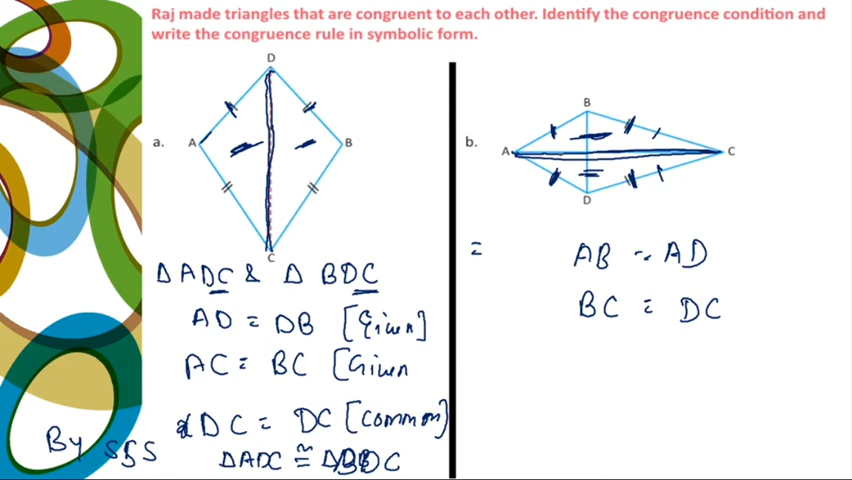 Raj made triangles that are congruent to each other. Identify the congruence condition and
write the congruence rule in symbolic form.
a.
D
A
B
C
Δ ADC & Δ BDC
AD = DB [Given]
AC = BC [Given
DC = DC [common]
By SSS
ΔADC ≅ ΔBDC
b.
B
A
C
D
=
AB = AD
BC = DC